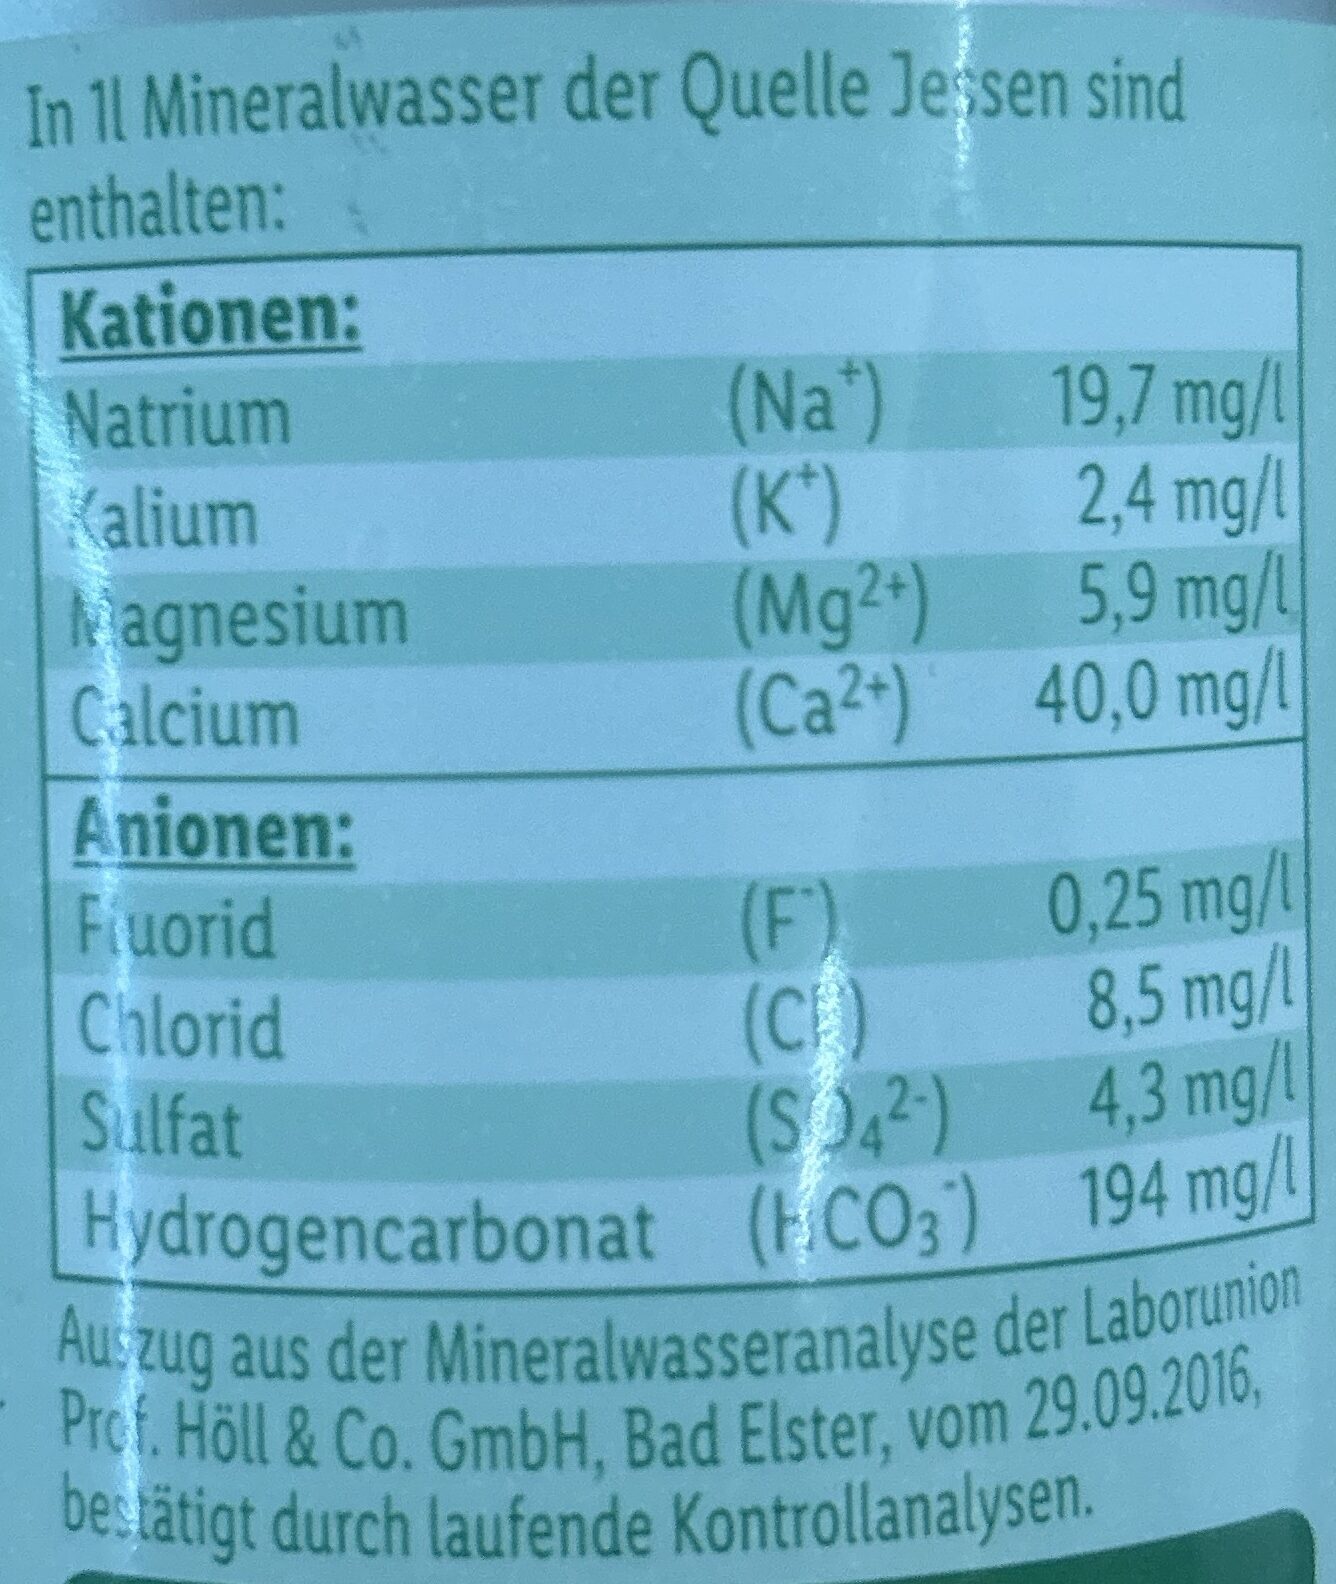 In 1l Mineralwasser der Quelle Jessen sind
enthalten:
Kationen:
Natrium (Na⁺) 19,7 mg/l
Kalium (K⁺) 2,4 mg/l
Magnesium (Mg²⁺) 5,9 mg/l
Calcium (Ca²⁺) 40,0 mg/l
Anionen:
Fluorid (F⁻) 0,25 mg/l
Chlorid (Cl⁻) 8,5 mg/l
Sulfat (SO₄²⁻) 4,3 mg/l
Hydrogencarbonat (HCO₃⁻) 194 mg/l
Auszug aus der Mineralwasseranalyse der Laborunion
Prof. Höll & Co. GmbH, Bad Elster, vom 29.09.2016,
bestätigt durch laufende Kontrollanalysen.